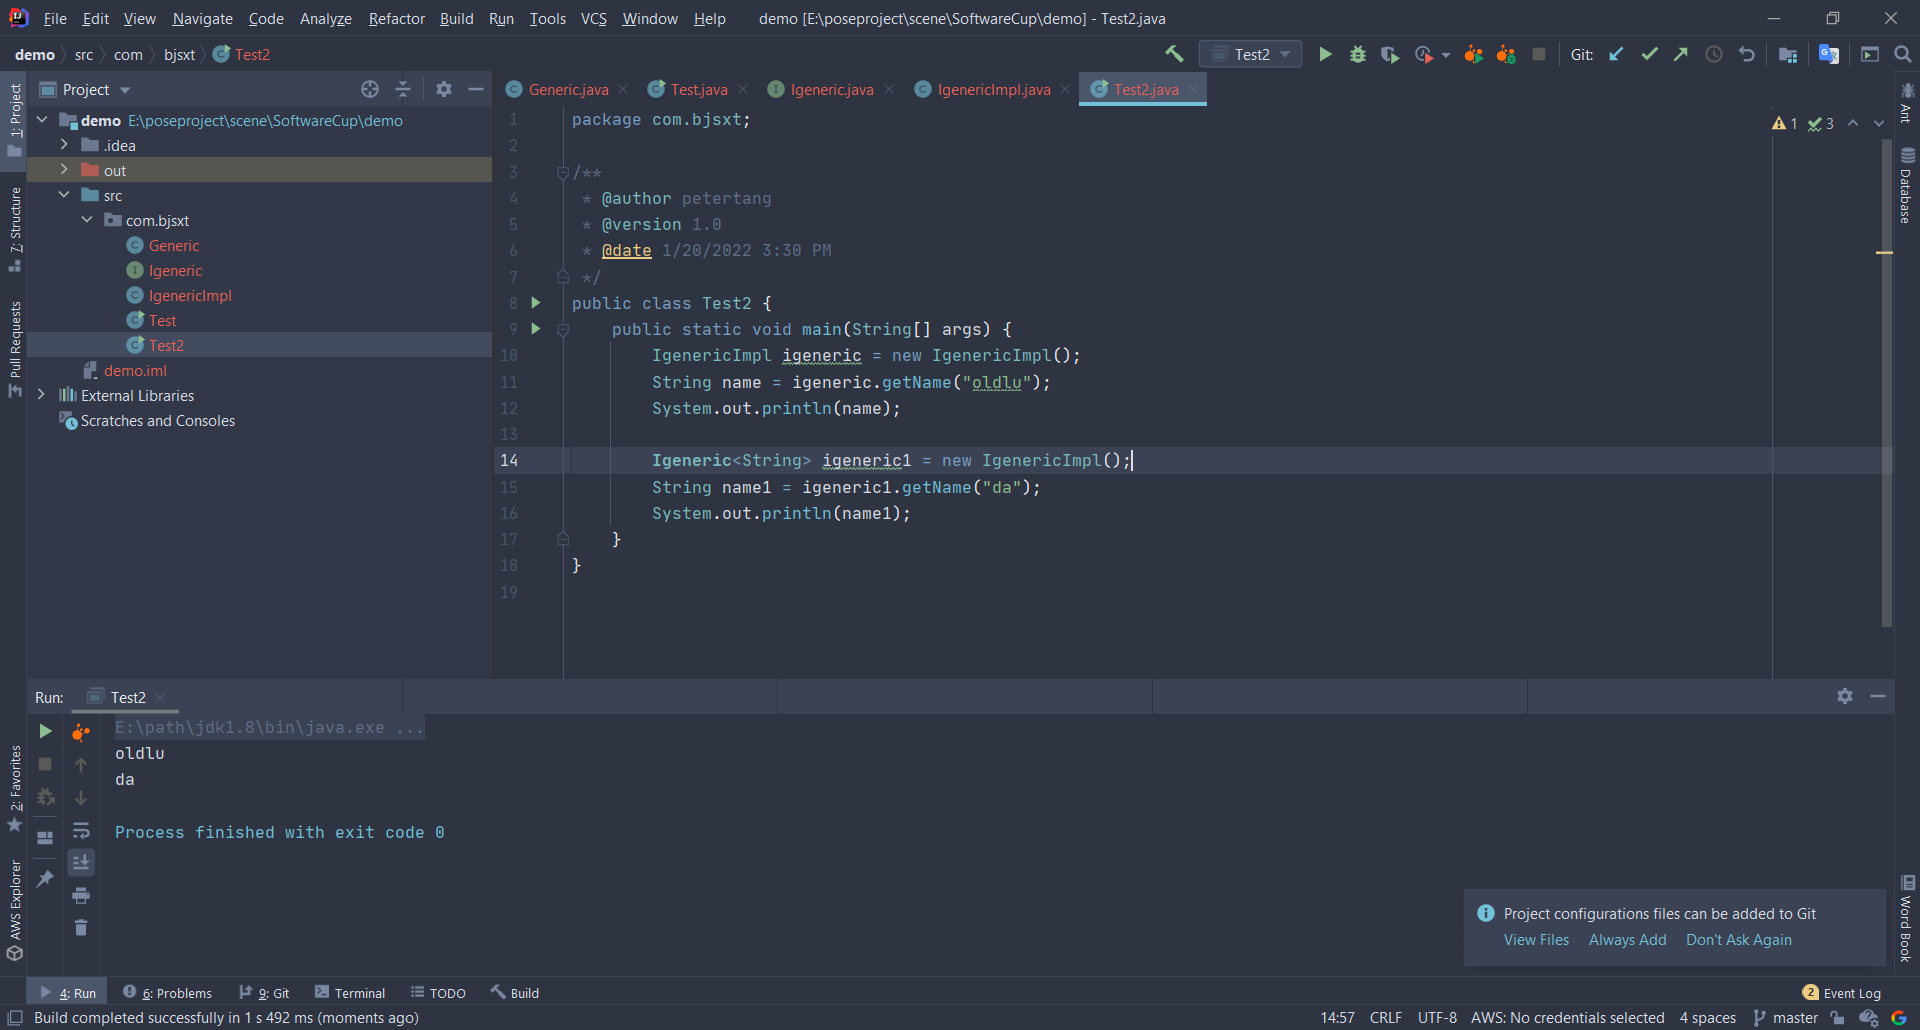 File Edit View Navigate Code Analyze Refactor Build Run Tools VCS Window Help demo [E:\poseproject\scene\SoftwareCup\demo] - Test2.java
demo src com bjsxt Test2
Test2
Git:
1: Project
7: Structure
Pull Requests
2: Favorites
AWS Explorer
Project
demo E:\poseproject\scene\SoftwareCup\demo
.idea
out
src
com.bjsxt
Generic
Igeneric
IgenericImpl
Test
Test2
demo.iml
External Libraries
Scratches and Consoles
Generic.java Test.java Igeneric.java IgenericImpl.java Test2.java
1 3
1 package com.bjsxt;
2
3 /**
4 * @author petertang
5 * @version 1.0
6 * @date 1/20/2022 3:30 PM
7 */
8 public class Test2 {
9 public static void main(String[] args) {
10 IgenericImpl igeneric = new IgenericImpl();
11 String name = igeneric.getName("oldlu");
12 System.out.println(name);
13
14 Igeneric<String> igeneric1 = new IgenericImpl();
15 String name1 = igeneric1.getName("da");
16 System.out.println(name1);
17 }
18 }
19
Ant
Database
Word Book
Run: Test2
E:\path\jdk1.8\bin\java.exe ...
oldlu
da
Process finished with exit code 0
Project configurations files can be added to Git
View Files Always Add Don't Ask Again
4: Run 6: Problems 9: Git Terminal TODO Build 2 Event Log
Build completed successfully in 1 s 492 ms (moments ago) 14:57 CRLF UTF-8 AWS: No credentials selected 4 spaces master